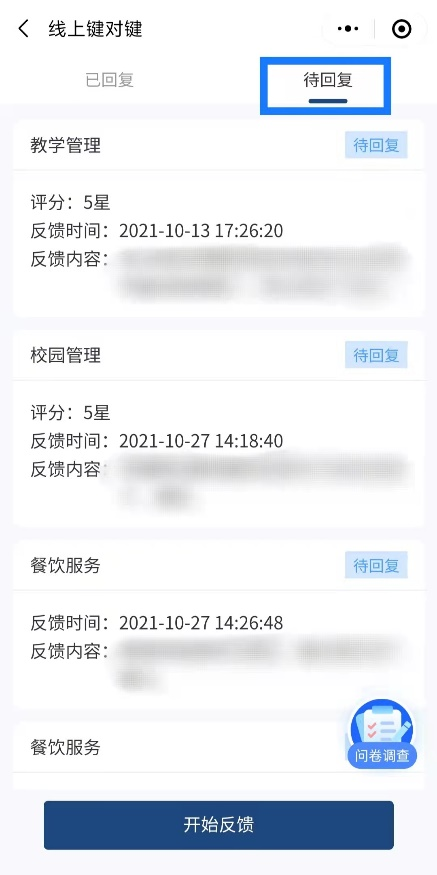 线上键对键
已回复 待回复
教学管理 待回复
评分：5星
反馈时间：2021-10-13 17:26:20
反馈内容：
校园管理 待回复
评分：5星
反馈时间：2021-10-27 14:18:40
反馈内容
餐饮服务 待回复
反馈时间：2021-10-27 14:26:48
反馈内容：
餐饮服务
问卷调查
开始反馈